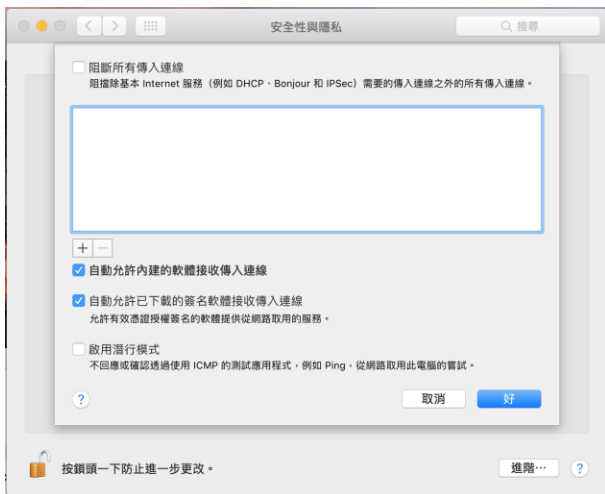 安全性與隱私
搜尋
阻斷所有傳入連線
阻擋除基本 Internet 服務（例如 DHCP、Bonjour 和 IPSec）需要的傳入連線之外的所有傳入連線。
自動允許內建的軟體接收傳入連線
自動允許已下載的簽名軟體接收傳入連線
允許有效憑證授權簽名的軟體提供從網路取用的服務。
啟用潛行模式
不回應或確認透過使用 ICMP 的測試應用程式，例如 Ping，從網路取用此電腦的嘗試。
?
取消
好
按鎖頭一下防止進一步更改。
進階⋯
?